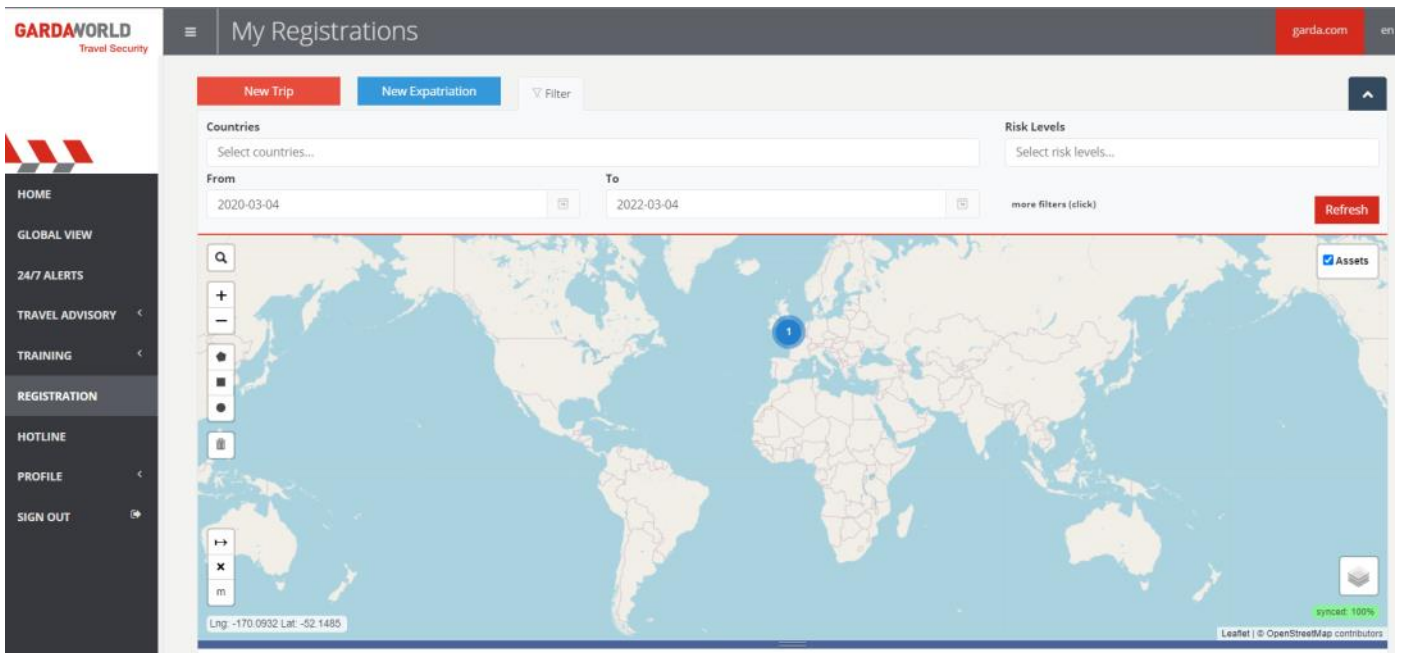 GARDAWORLD
Travel Security
≡ My Registrations
garda.com
en
New Trip
New Expatriation
Filter
Countries
Select countries...
Risk Levels
Select risk levels...
From
2020-03-04
To
2022-03-04
more filters (click)
Refresh
HOME
GLOBAL VIEW
24/7 ALERTS
TRAVEL ADVISORY
TRAINING
REGISTRATION
HOTLINE
PROFILE
SIGN OUT
+
−
Assets
1
m
Lng: -170.0932 Lat: -52.1485
synced: 100%
Leaflet | © OpenStreetMap contributors